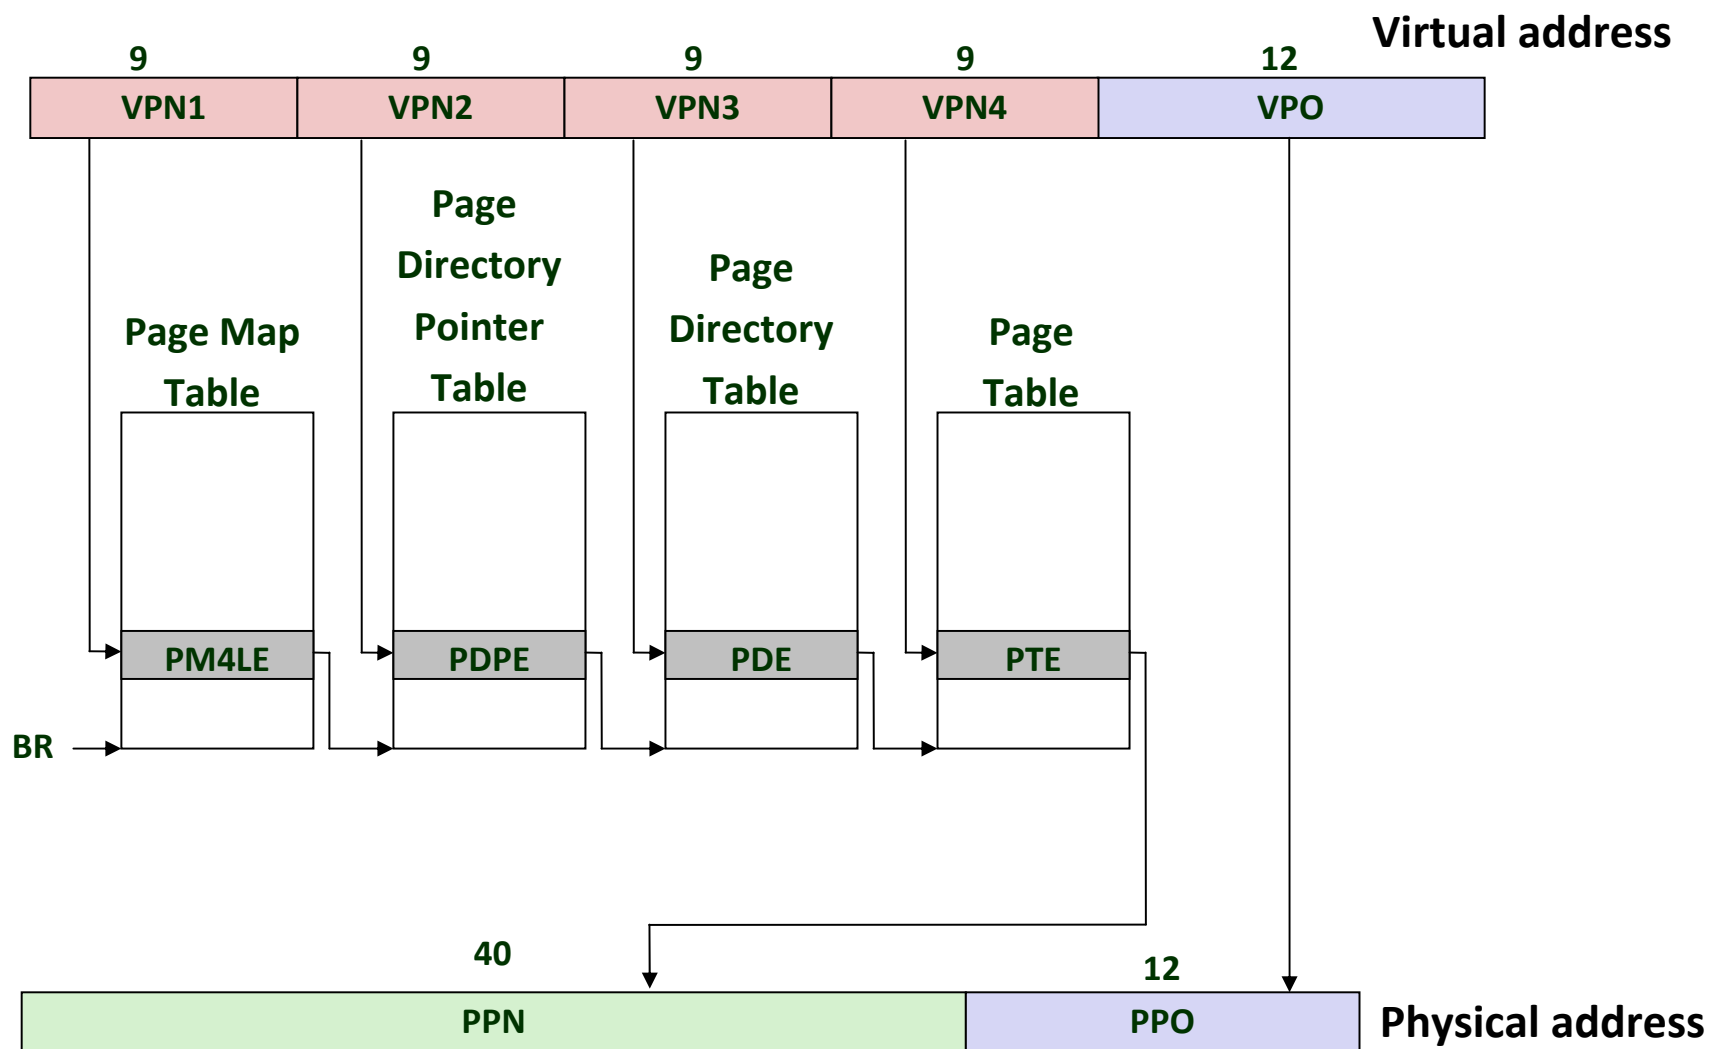 Virtual address
9 9 9 9 12
VPN1 VPN2 VPN3 VPN4 VPO
Page Map
Table
Page
Directory
Pointer
Table
Page
Directory
Table
Page
Table
PM4LE PDPE PDE PTE
BR
40 12
PPN PPO Physical address